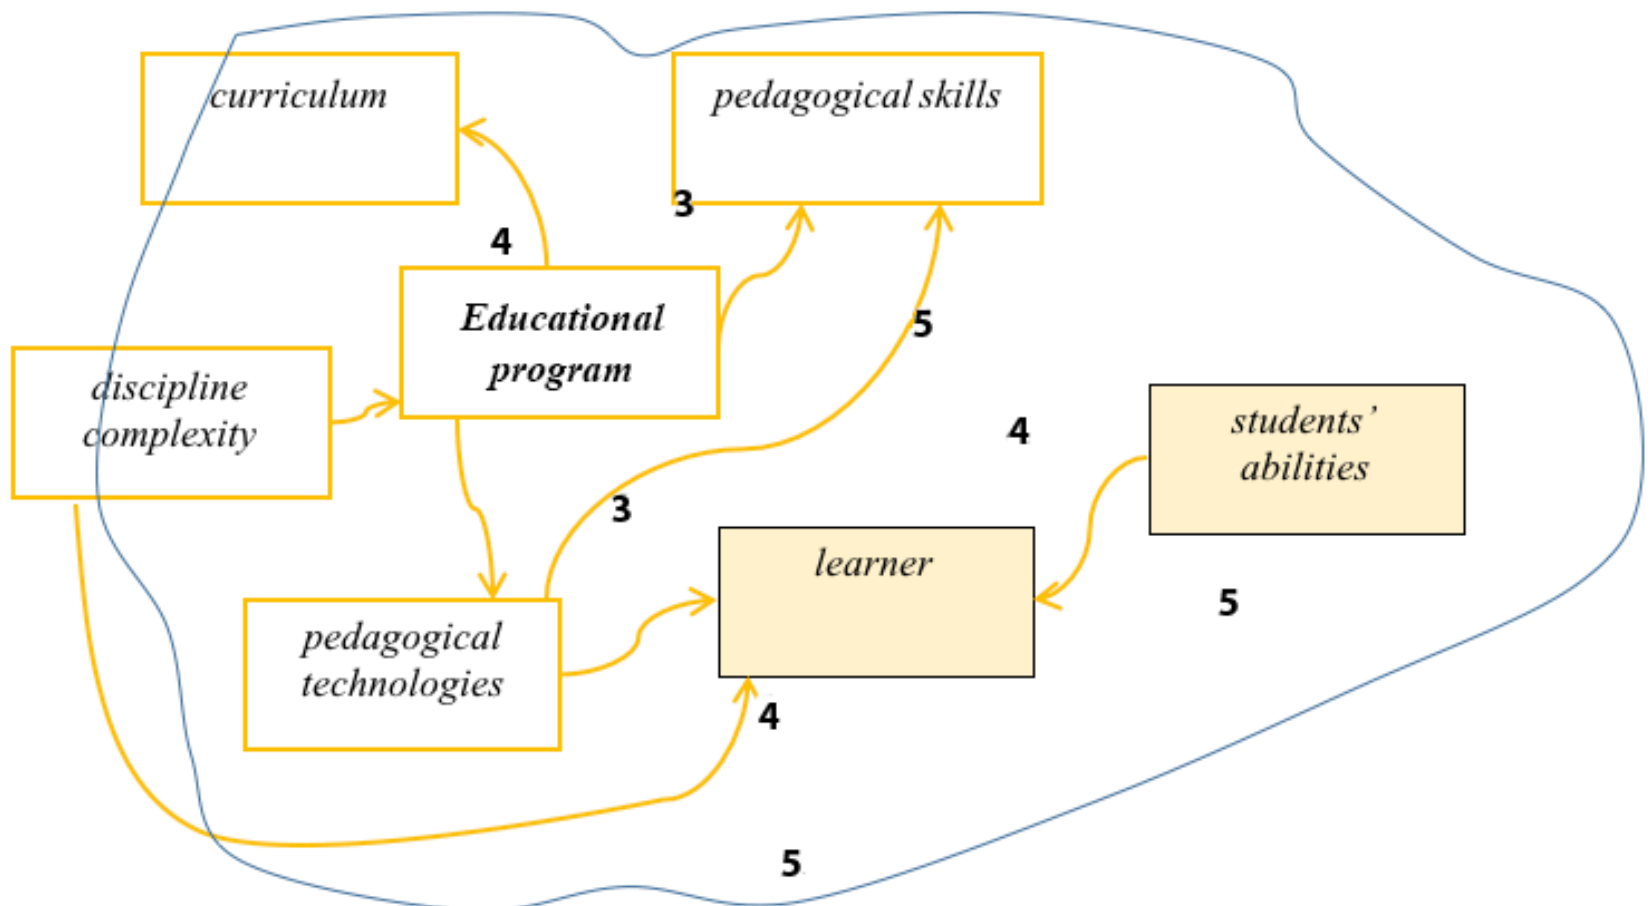 curriculum
pedagogical skills
3
4
Educational
program
5
discipline
complexity
4
students’
abilities
3
learner
5
pedagogical
technologies
4
5